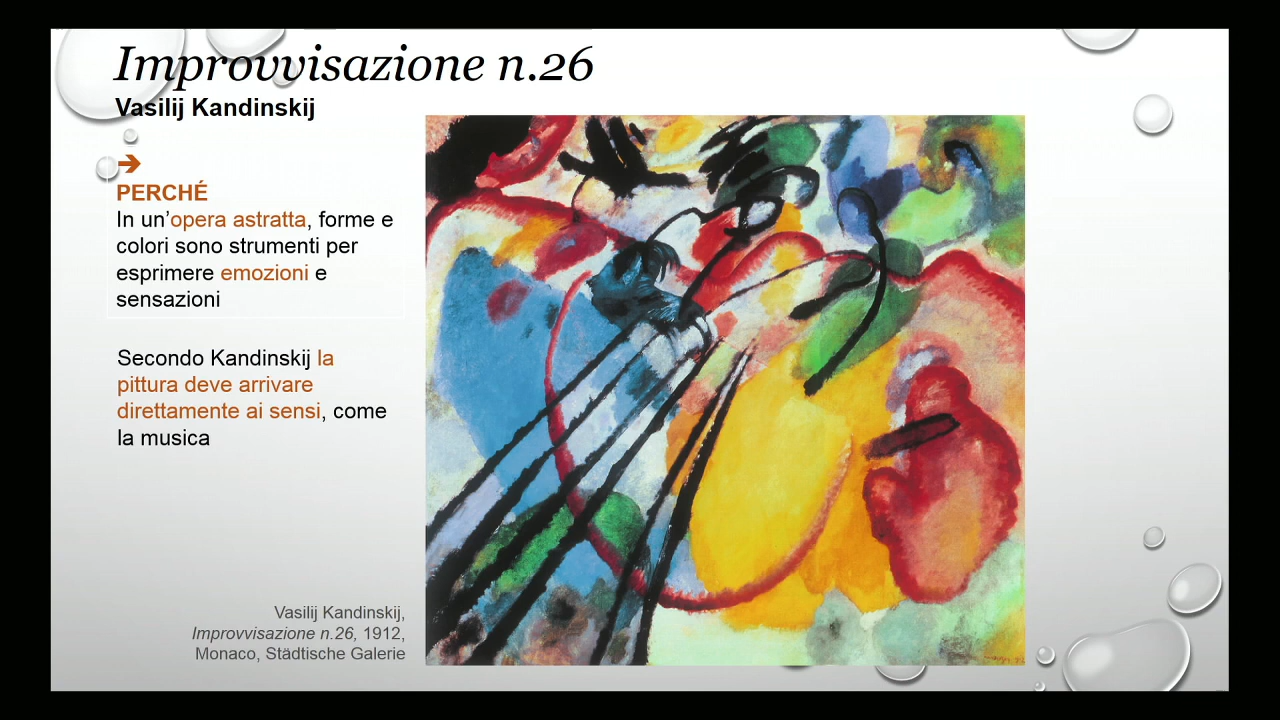 Improvvisazione n.26
Vasilij Kandinskij
➔
PERCHÉ
In un'opera astratta, forme e
colori sono strumenti per
esprimere emozioni e
sensazioni
Secondo Kandinskij la
pittura deve arrivare
direttamente ai sensi, come
la musica
Vasilij Kandinskij,
Improvvisazione n.26, 1912,
Monaco, Städtische Galerie